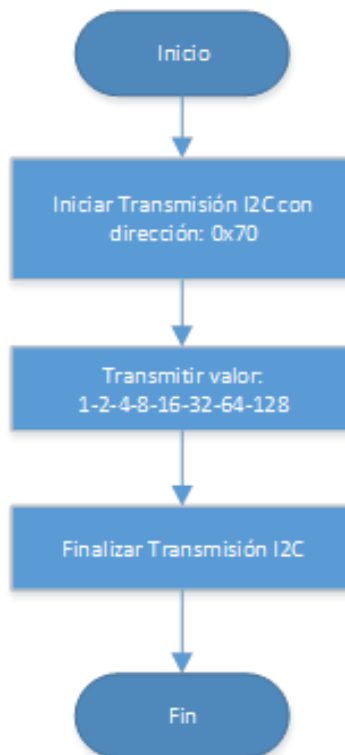 Inicio
Iniciar Transmisión I2C con
dirección: 0x70
Transmitir valor:
1-2-4-8-16-32-64-128
Finalizar Transmisión I2C
Fin